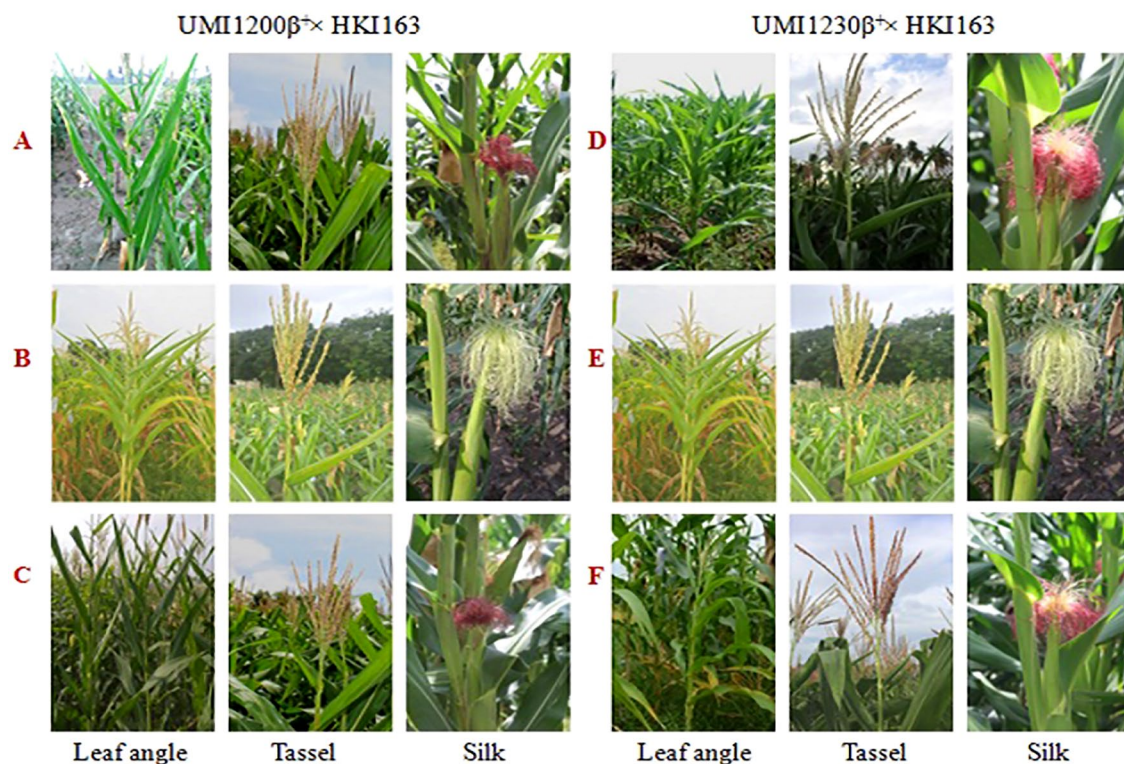 UMI1200β⁺× HKI163
UMI1230β⁺× HKI163
A
D
B
E
C
F
Leaf angle Tassel Silk Leaf angle Tassel Silk